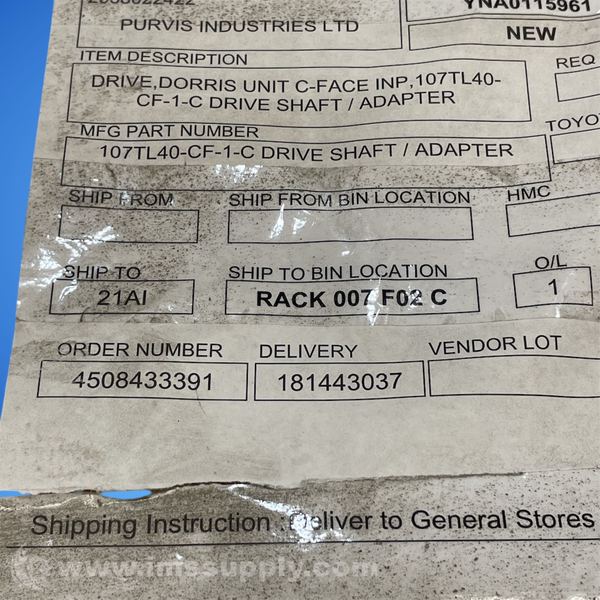 YNA0115961
PURVIS INDUSTRIES LTD
NEW
ITEM DESCRIPTION
REQ
DRIVE,DORRIS UNIT C-FACE INP,107TL40-
CF-1-C DRIVE SHAFT / ADAPTER
MFG PART NUMBER
TOYO
107TL40-CF-1-C DRIVE SHAFT / ADAPTER
SHIP FROM
SHIP FROM BIN LOCATION
HMC
SHIP TO
SHIP TO BIN LOCATION
O/L
21AI
RACK 007 F02 C
1
ORDER NUMBER
DELIVERY
VENDOR LOT
4508433391
181443037
Shipping Instruction :Deliver to General Stores
www.imssupply.com